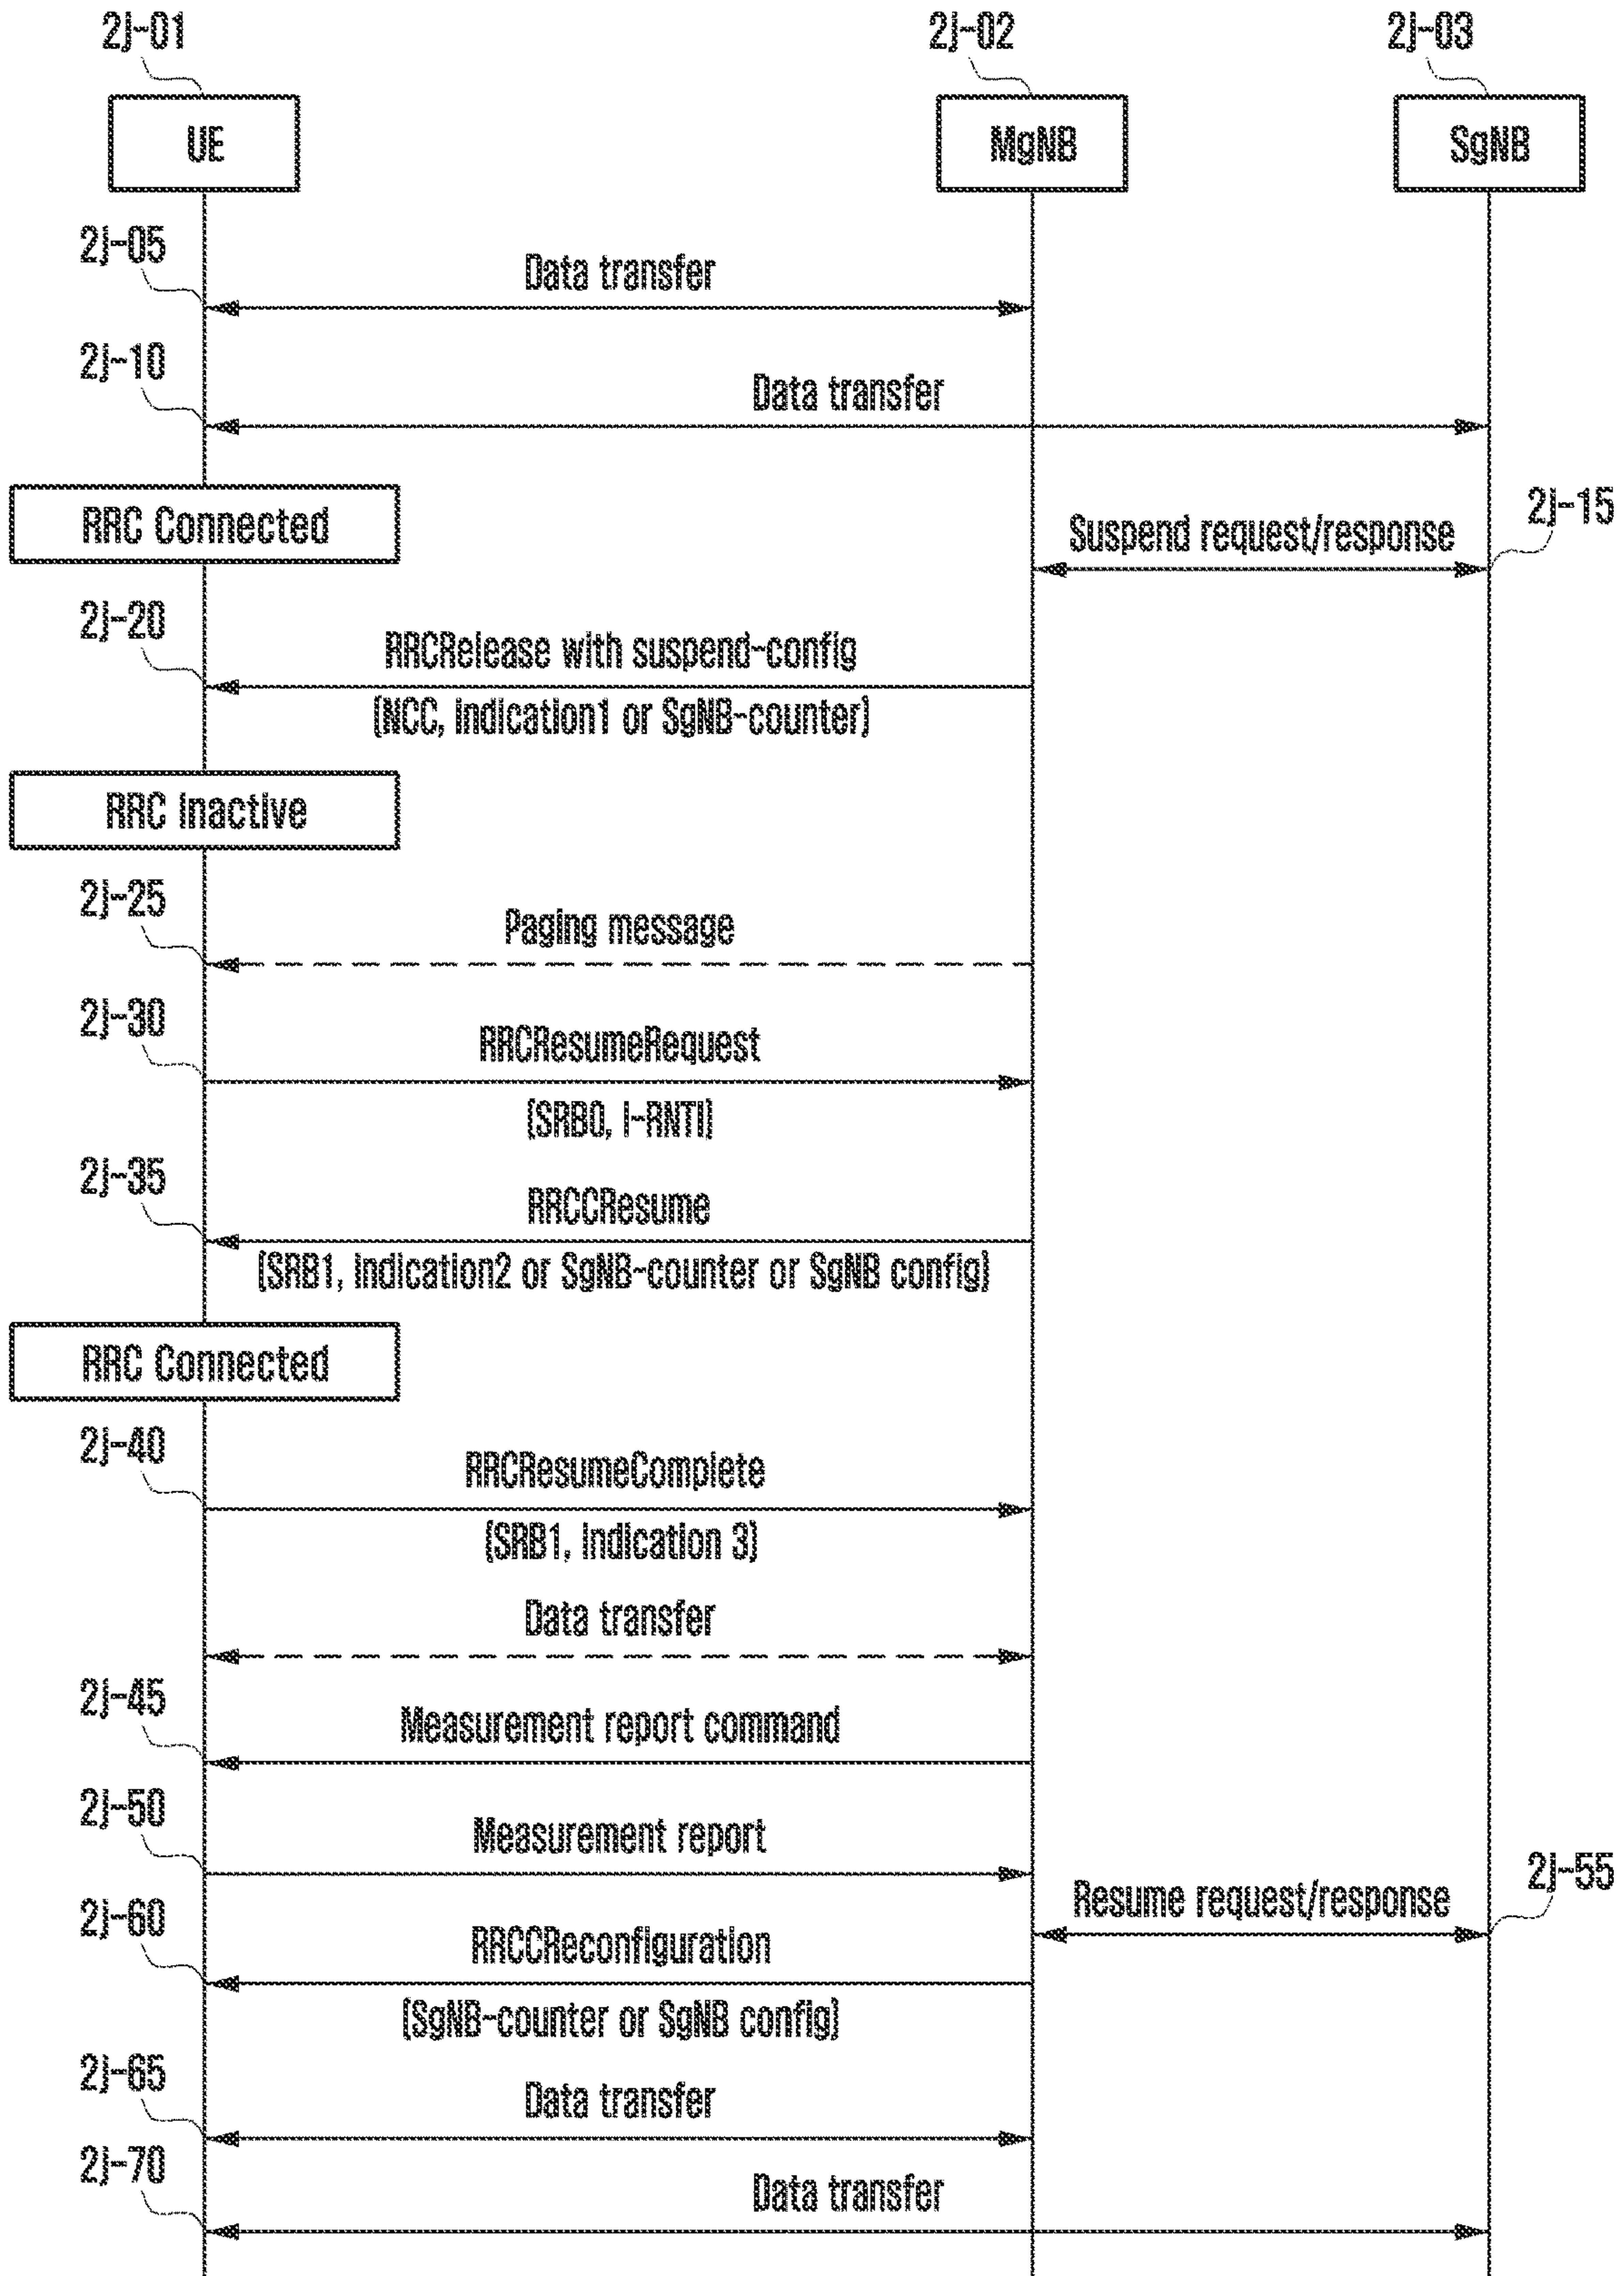 2j-01
2j-02
2j-03
UE
MgNB
SgNB
2j-05
Data transfer
2j-10
Data transfer
RRC Connected
Suspend request/response
2j-15
2j-20
RRCRelease with suspend-config
(NCC, indication1 or SgNB-counter)
RRC Inactive
2j-25
Paging message
2j-30
RRCResumeRequest
(SRB0, I-RNTI)
2j-35
RRCCResume
(SRB1, indication2 or SgNB-counter or SgNB config)
RRC Connected
2j-40
RRCResumeComplete
(SRB1, indication 3)
Data transfer
2j-45
Measurement report command
2j-50
Measurement report
2j-55
Resume request/response
2j-60
RRCCReconfiguration
(SgNB-counter or SgNB config)
2j-65
Data transfer
2j-70
Data transfer